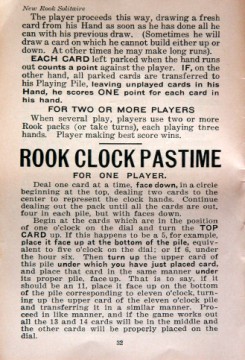 New Rook Solitaire
The player proceeds this way, drawing a fresh
card from his Hand as soon as he has done all he
can with his previous draw. (Sometimes he will
draw a card on which he cannot build either up or
down. At other times he may make long runs).
EACH CARD left parked when the hand runs
out counts a point against the player. IF, on the
other hand, all parked cards are transferred to
his Playing Pile, leaving unplayed cards in his
Hand, he scores ONE point for each card in
his hand.
FOR TWO OR MORE PLAYERS
When several play, players use two or more
Rook packs (or take turns), each playing three
hands. Player making best score wins.
ROOK CLOCK PASTIME
FOR ONE PLAYER.
Deal one card at a time, face down, in a circle
beginning at the top, dealing two cards to the
center to represent the clock hands. Continue
dealing out the pack until all the cards are out,
four in each pile, but with faces down.
Begin at the cards which are in the position
of one o'clock on the dial and turn the TOP
CARD up. If this happens to be a 5, for example,
place it face up at the bottom of the pile, equiv-
alent to five o'clock on the dial; or if 6, under
the hour six. Then turn up the upper card of
this pile under which you have just placed card,
and place that card in the same manner under
its proper pile, face up. That is to say, if it
should be an 11, place it face up on the bottom
of the pile corresponding to eleven o'clock, turn-
ing up the upper card of the eleven o'clock pile
and transferring it in a similar manner. Pro-
ceed in like manner, and if the game works out
all the 13 and 14 cards will be in the middle and
the other cards will be properly placed on the
dial.
32